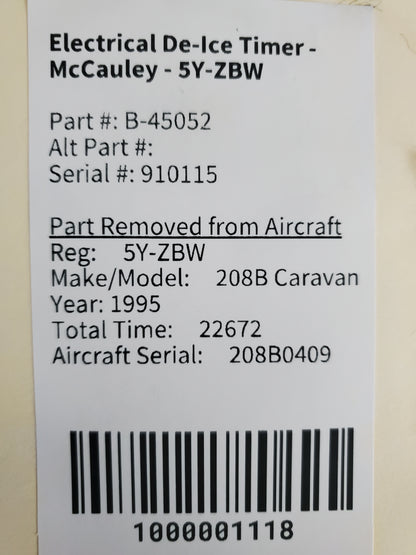 Electrical De-Ice Timer -
McCauley - 5Y-ZBW
Part #: B-45052
Alt Part #:
Serial #: 910115
Part Removed from Aircraft
Reg: 5Y-ZBW
Make/Model: 208B Caravan
Year: 1995
Total Time: 22672
Aircraft Serial: 208B0409
1000001118